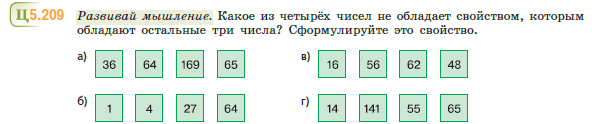 Ц5.209 Развивай мышление. Какое из четырёх чисел не обладает свойством, которым
обладают остальные три числа? Сформулируйте это свойство.
а) 36 64 169 65
в) 16 56 62 48
б) 1 4 27 64
г) 14 141 55 65